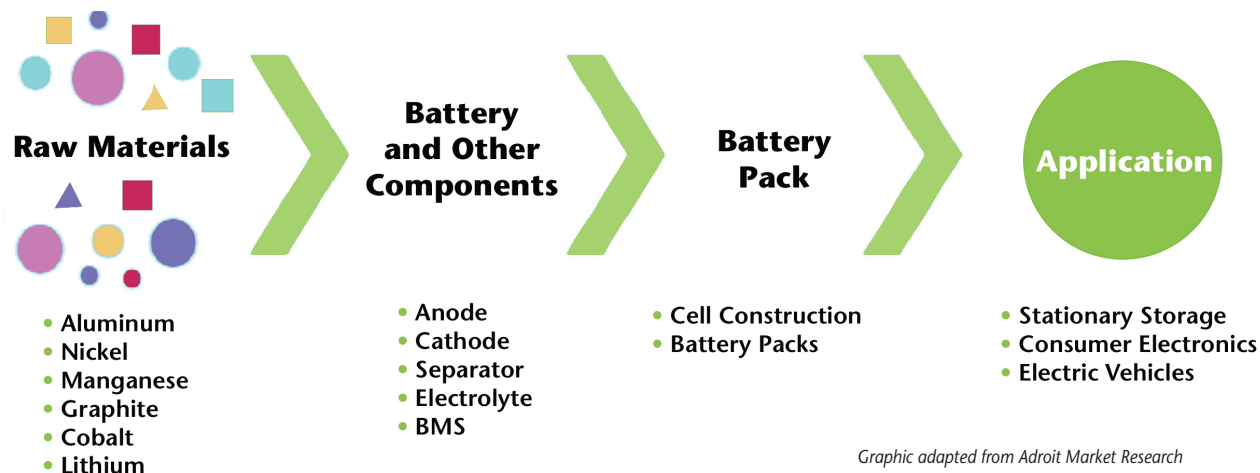 Raw Materials
• Aluminum
• Nickel
• Manganese
• Graphite
• Cobalt
• Lithium
Battery
and Other
Components
• Anode
• Cathode
• Separator
• Electrolyte
• BMS
Battery
Pack
• Cell Construction
• Battery Packs
Application
• Stationary Storage
• Consumer Electronics
• Electric Vehicles
Graphic adapted from Adroit Market Research